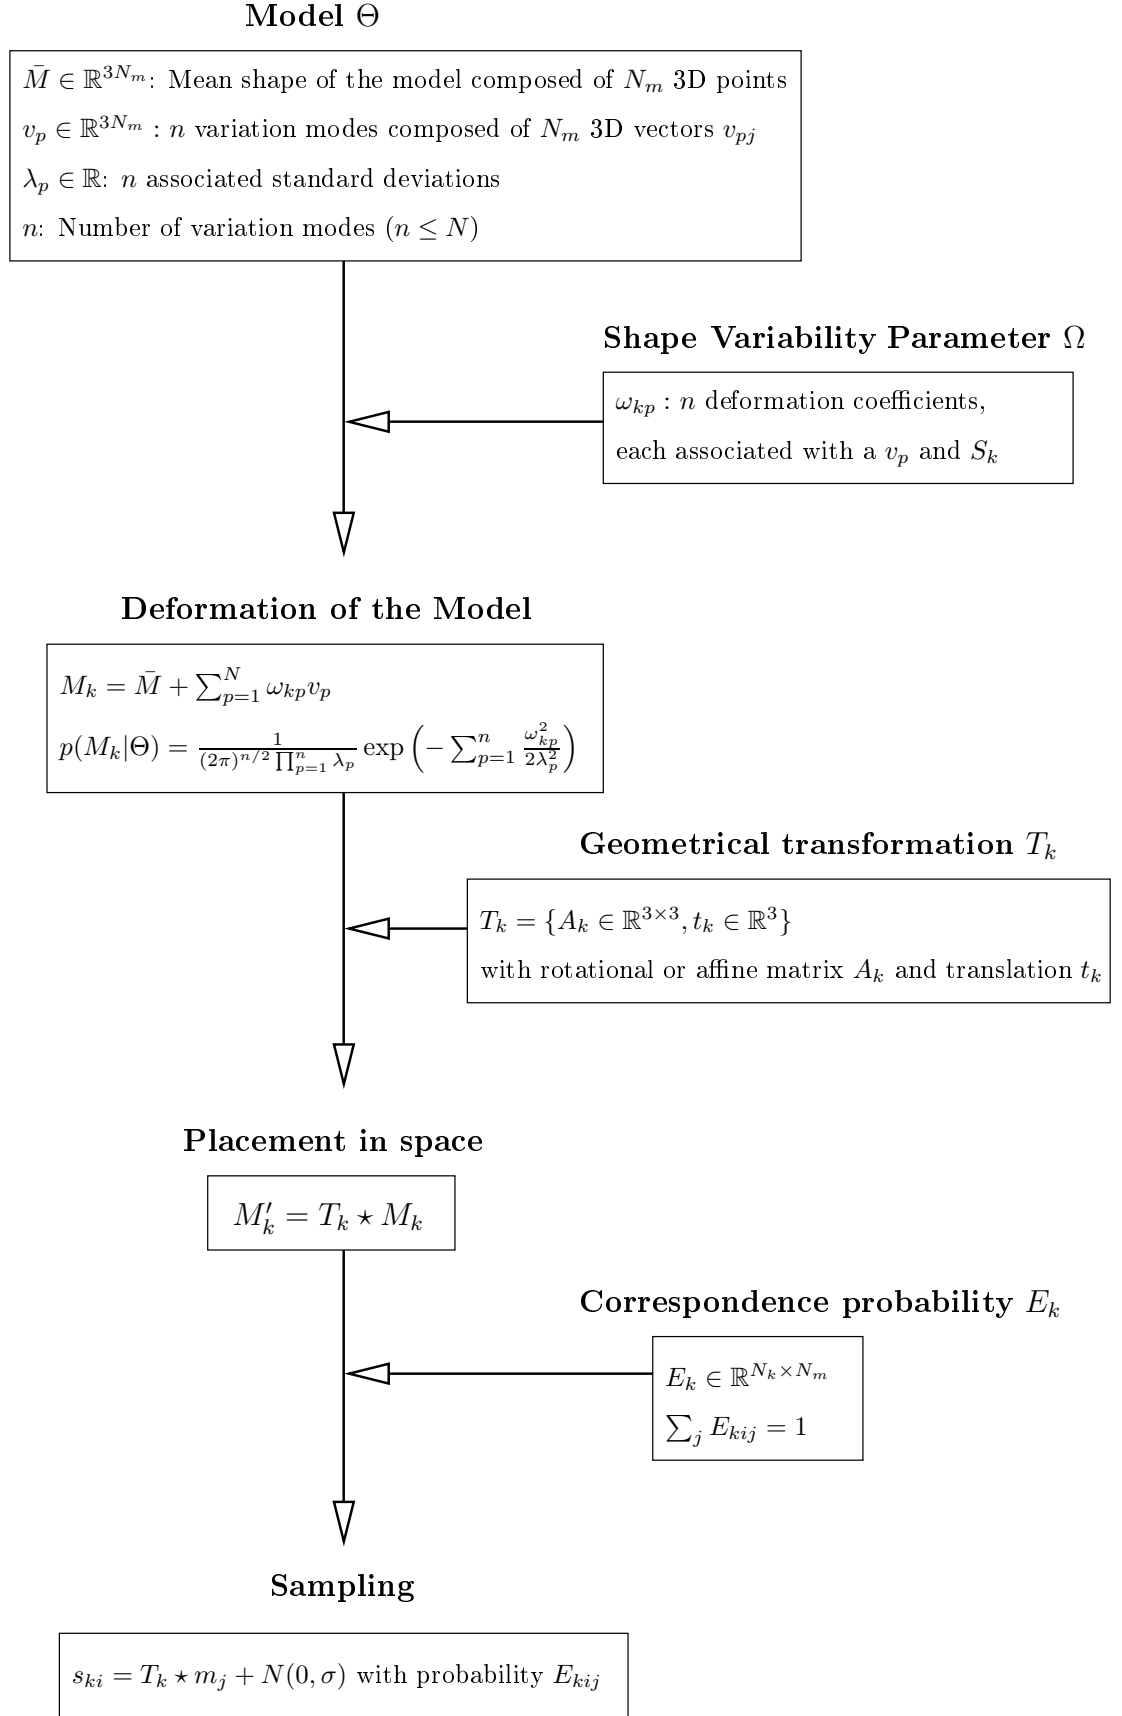 Model Θ
M̄ ∈ ℝ^{3N_m}: Mean shape of the model composed of N_m 3D points
v_p ∈ ℝ^{3N_m} : n variation modes composed of N_m 3D vectors v_{pj}
λ_p ∈ ℝ: n associated standard deviations
n: Number of variation modes (n ≤ N)
Shape Variability Parameter Ω
ω_{kp} : n deformation coefficients,
each associated with a v_p and S_k
Deformation of the Model
M_k = M̄ + ∑_{p=1}^{N} ω_{kp} v_p
p(M_k|Θ) = \frac{1}{(2π)^{n/2} ∏_{p=1}^{n} λ_p} exp(−∑_{p=1}^{n} \frac{ω_{kp}^2}{2λ_p^2})
Geometrical transformation T_k
T_k = {A_k ∈ ℝ^{3×3}, t_k ∈ ℝ^3}
with rotational or affine matrix A_k and translation t_k
Placement in space
M′_k = T_k ⋆ M_k
Correspondence probability E_k
E_k ∈ ℝ^{N_k×N_m}
∑_j E_{kij} = 1
Sampling
s_{ki} = T_k ⋆ m_j + N(0, σ) with probability E_{kij}